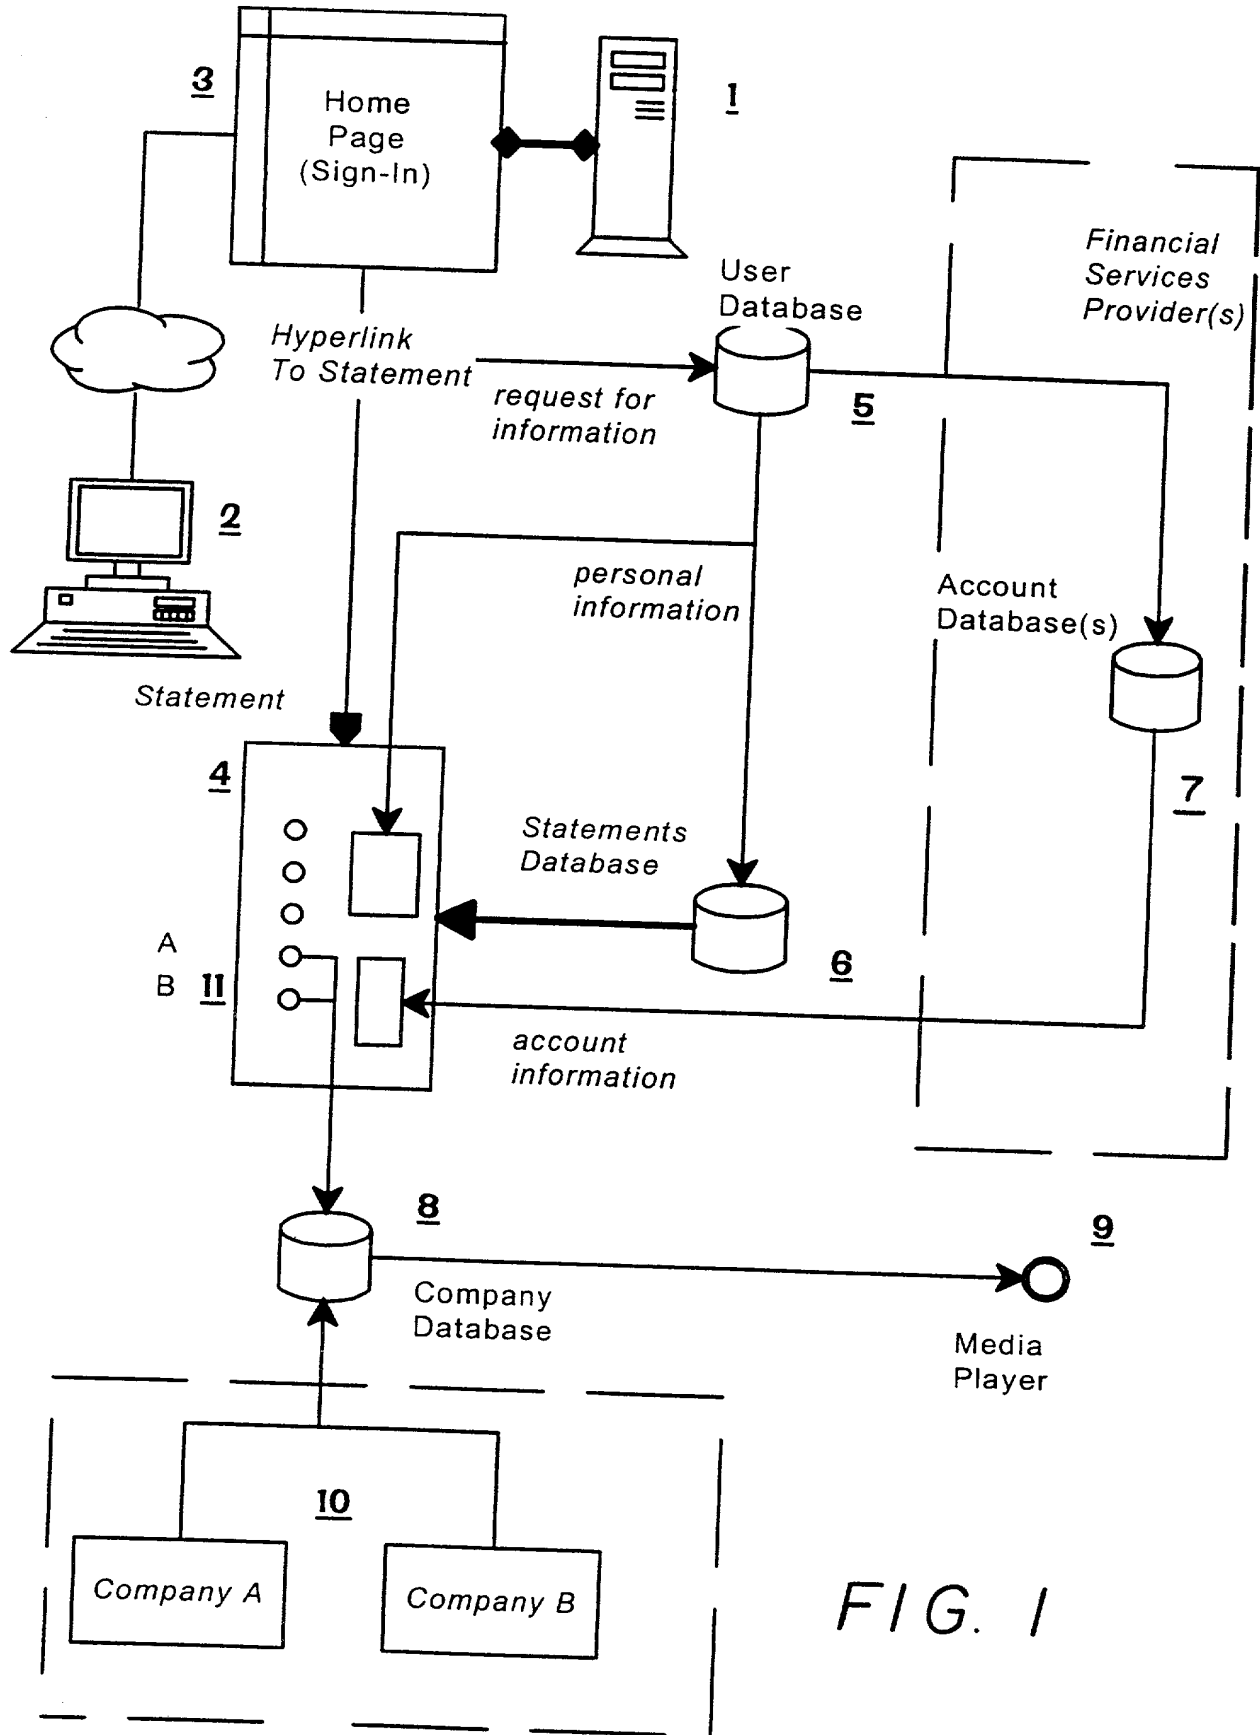 3
Home
Page
(Sign-In)
1
Financial
Services
Provider(s)
User
Database
Hyperlink
To Statement
request for
information
5
2
personal
information
Account
Database(s)
Statement
4
7
Statements
Database
A
B
11
6
account
information
8
9
Company
Database
Media
Player
10
Company A
Company B
FIG. 1